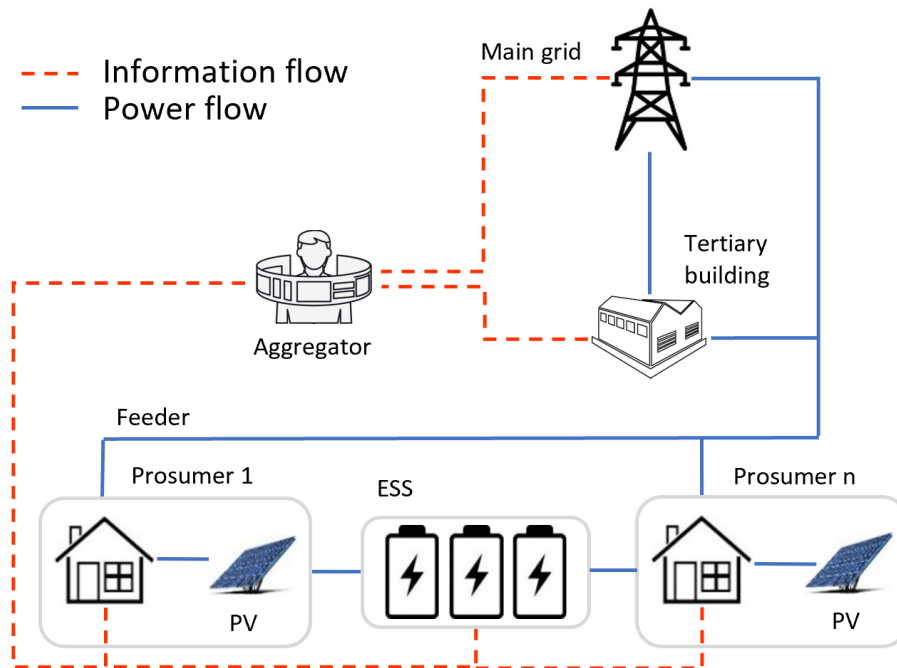 Main grid
Information flow
Power flow
Tertiary
building
Aggregator
Feeder
Prosumer 1
ESS
Prosumer n
PV
PV